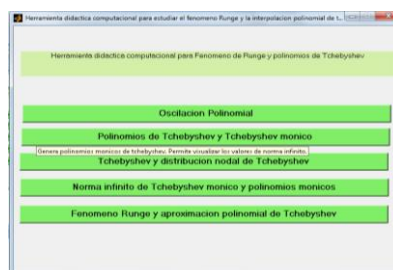 Herramienta didactica computacional para estudiar el fenomeno Runge y la interpolacion polinomial de t...
Herramienta didactica computacional para Fenomeno de Runge y polinomios de Tchebyshev
Oscilacion Polinomial
Polinomios de Tchebyshev y Tchebyshev monico
Genera polinomios monicos de tchebyshev. Permite visualizar los valores de norma infinito.
Tchebyshev y distribucion nodal de Tchebyshev
Norma infinito de Tchebyshev monico y polinomios monicos
Fenomeno Runge y aproximacion polinomial de Tchebyshev